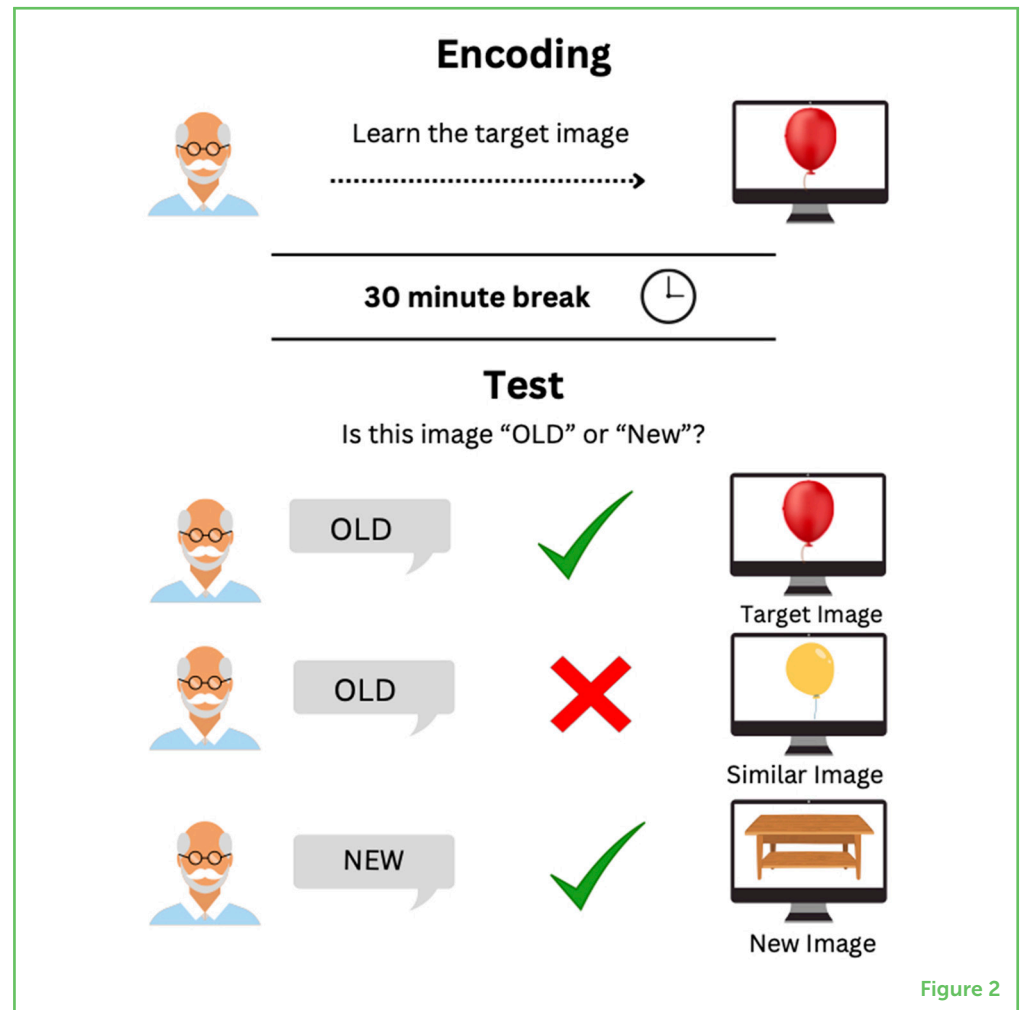 Encoding
Learn the target image
30 minute break
Test
Is this image “OLD” or “New”?
OLD
Target Image
OLD
Similar Image
NEW
New Image
Figure 2